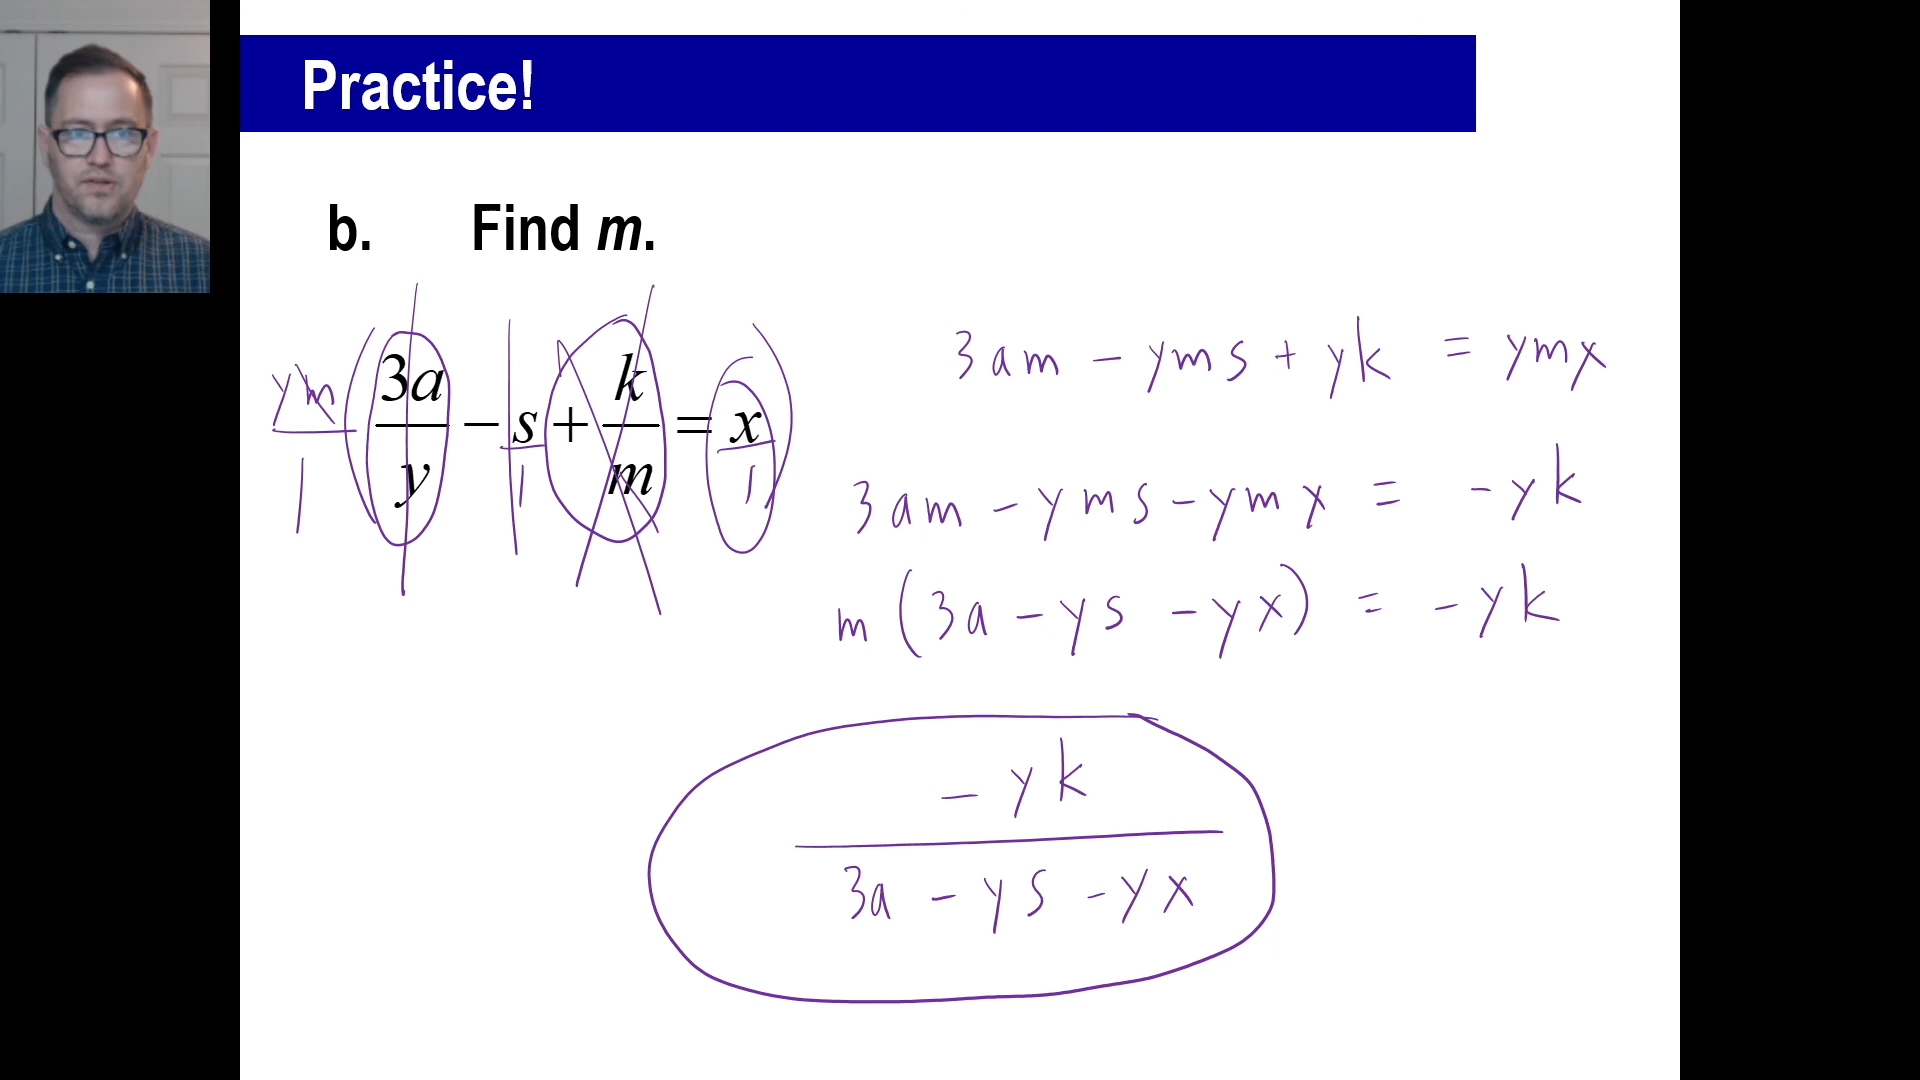 Practice!
b. Find m.
ym/1 (3a/y − s/1 + k/m = x/1)
3am − yms + yk = ymx
3am − yms − ymx = −yk
m(3a − ys − yx) = −yk
−yk
3a − ys − yx